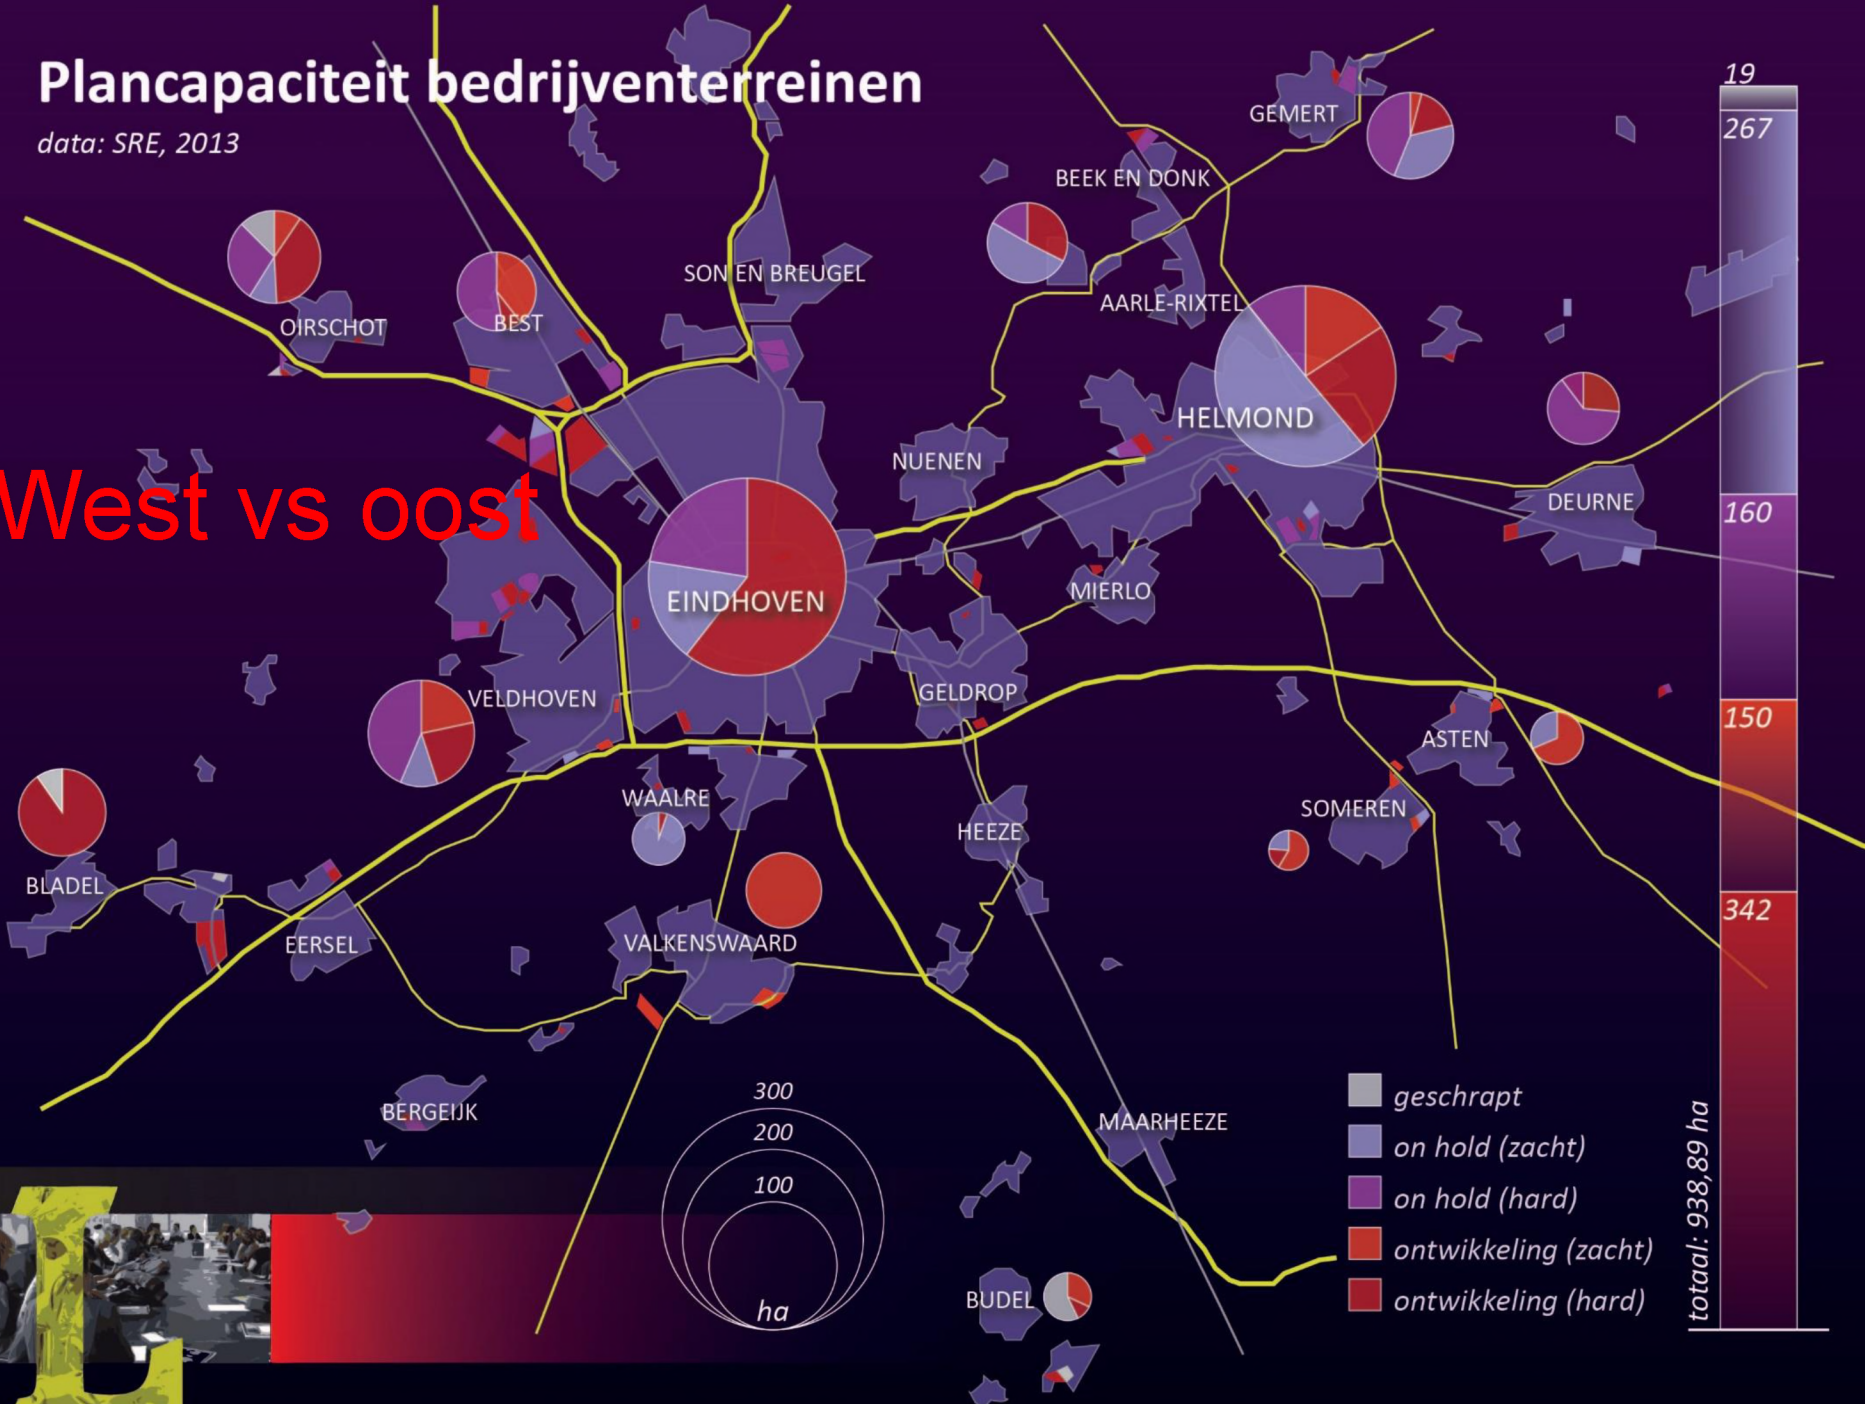 Plancapaciteit bedrijventerreinen
data: SRE, 2013
19
267
160
150
342
totaal: 938,89 ha
GEMERT
BEEK EN DONK
SON EN BREUGEL
AARLE-RIXTEL
OIRSCHOT
BEST
HELMOND
NUENEN
West vs oost
DEURNE
EINDHOVEN
MIERLO
VELDHOVEN
GELDROP
ASTEN
WAALRE
SOMEREN
HEEZE
BLADEL
EERSEL
VALKENSWAARD
BERGEIJK
MAARHEEZE
BUDEL
300
200
100
ha
geschrapt
on hold (zacht)
on hold (hard)
ontwikkeling (zacht)
ontwikkeling (hard)
L